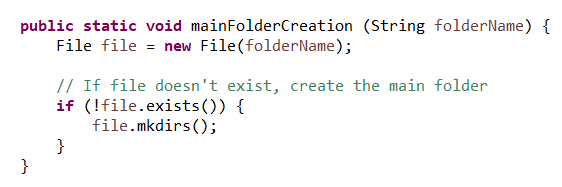 public static void mainFolderCreation (String folderName) {
    File file = new File(folderName);

    // If file doesn't exist, create the main folder
    if (!file.exists()) {
        file.mkdirs();
    }
}